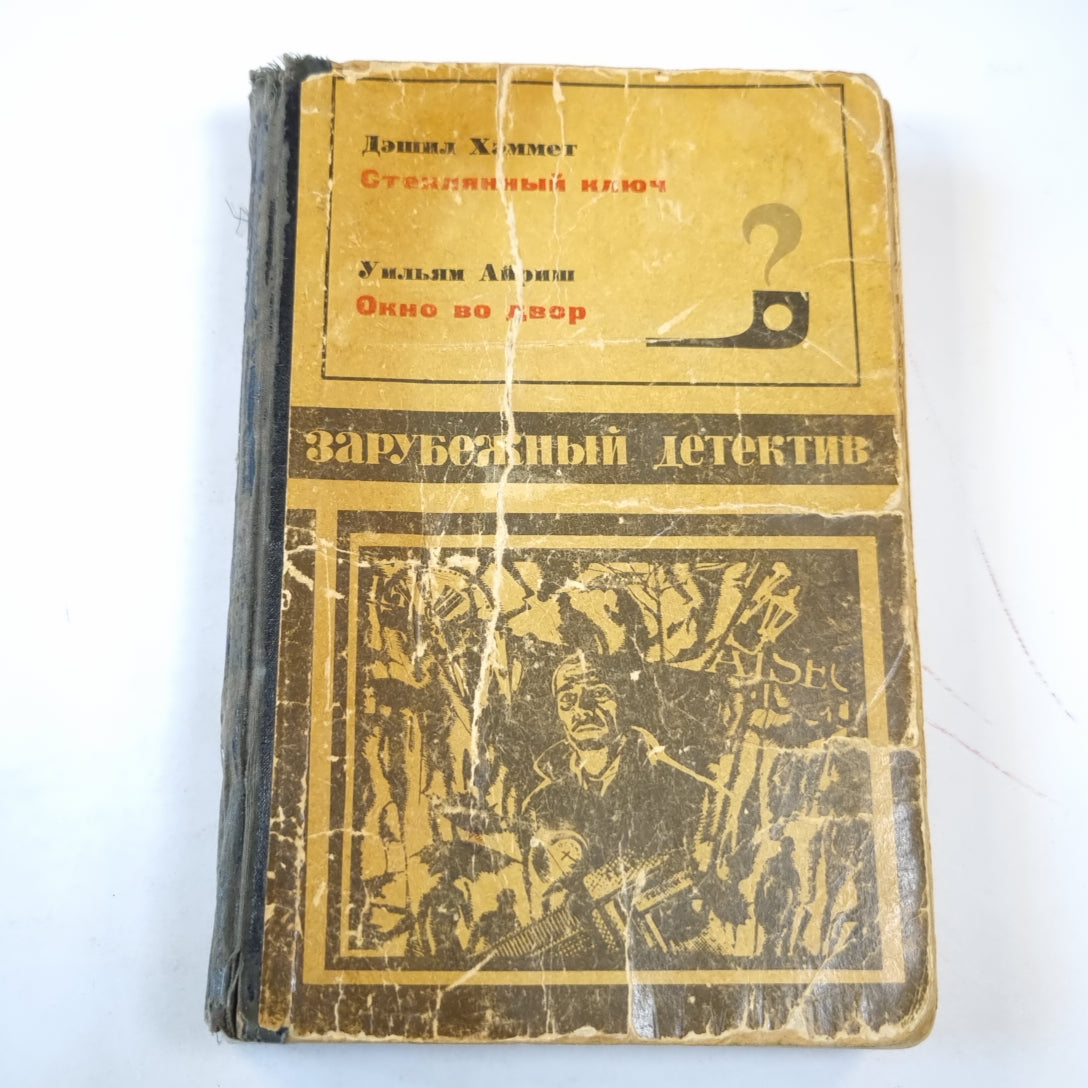 Дэшил Хэммет
Стеклянный ключ
Уильям Айриш
Окно во двор
?
зарубежный детектив